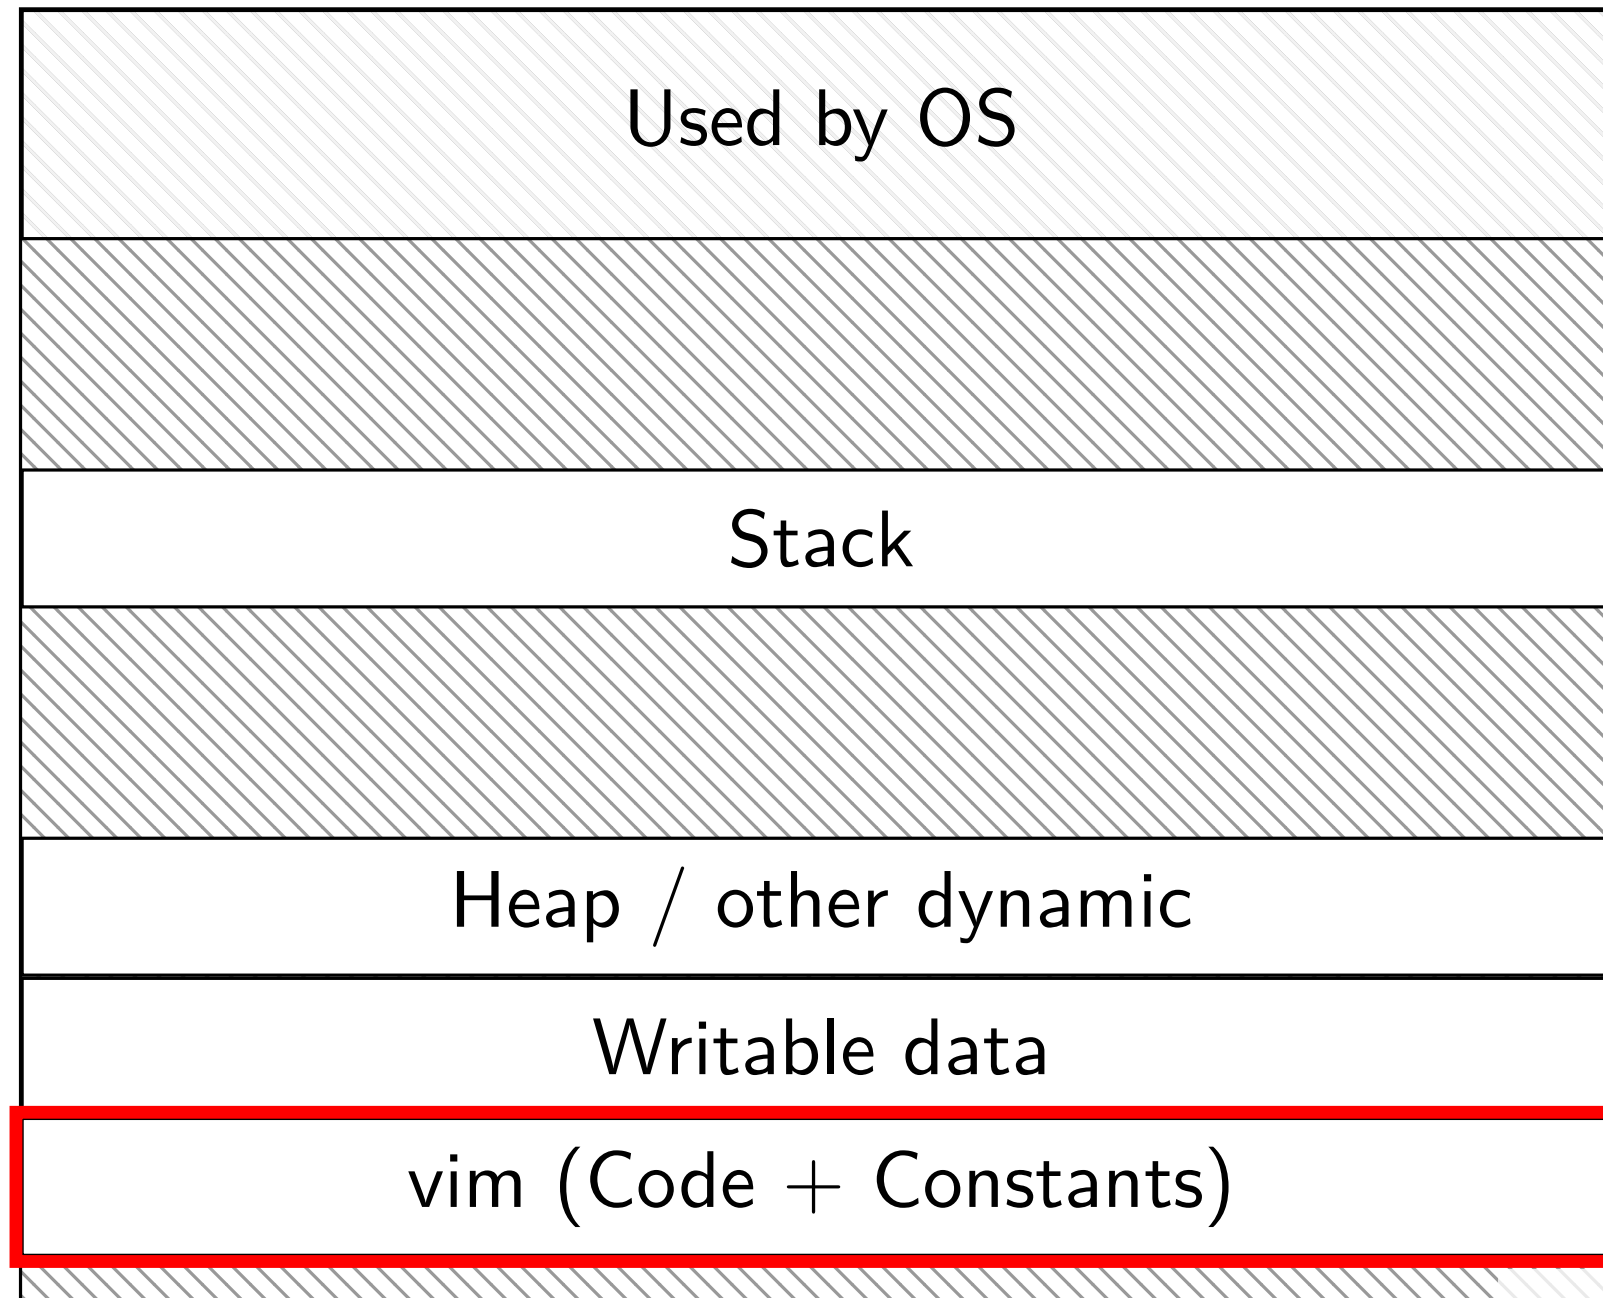 Used by OS
Stack
Heap / other dynamic
Writable data
vim (Code + Constants)